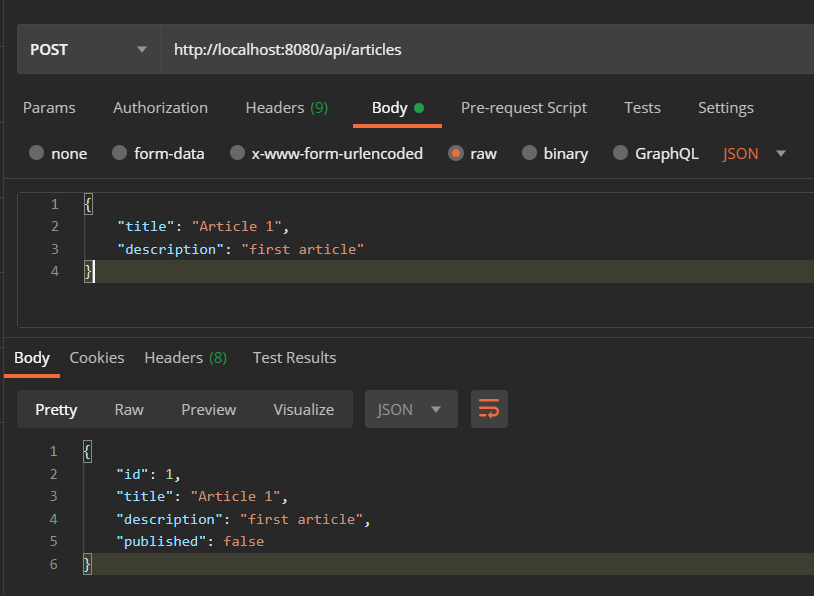 POST http://localhost:8080/api/articles
Params Authorization Headers (9) Body Pre-request Script Tests Settings
none form-data x-www-form-urlencoded raw binary GraphQL JSON
1 {
2 "title": "Article 1",
3 "description": "first article"
4 }
Body Cookies Headers (8) Test Results
Pretty Raw Preview Visualize JSON
1 {
2 "id": 1,
3 "title": "Article 1",
4 "description": "first article",
5 "published": false
6 }